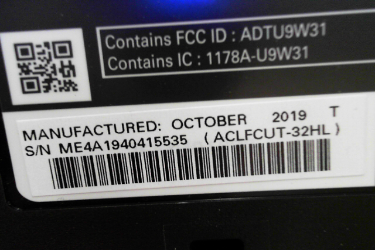 Contains FCC ID : ADTU9W31
Contains IC : 1178A-U9W31
MANUFACTURED: OCTOBER 2019 T
S/N ME4A1940415535 (ACLFCUT-32HL)